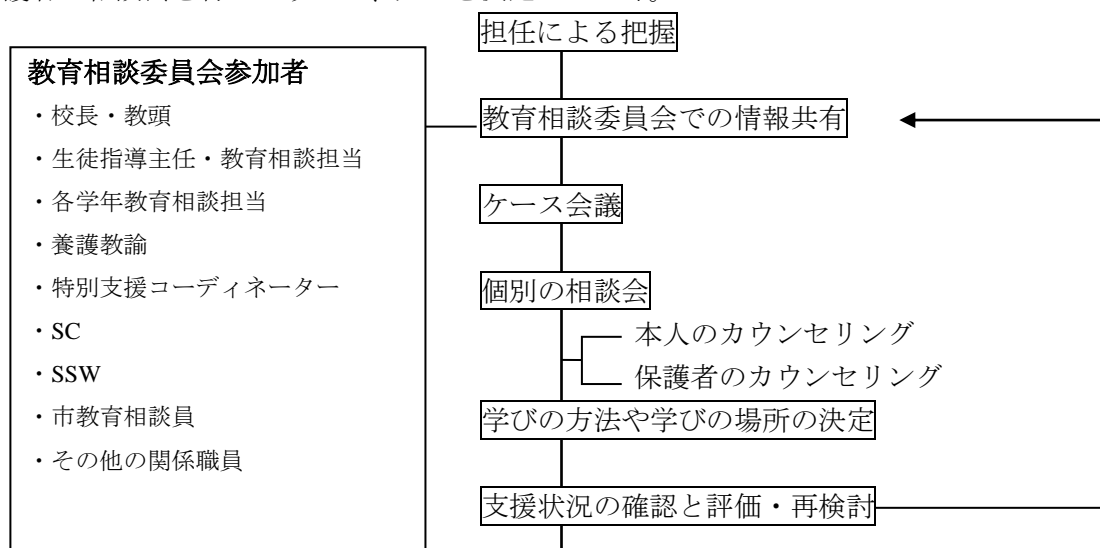 担任による把握
教育相談委員会参加者
・校長・教頭
・生徒指導主任・教育相談担当
・各学年教育相談担当
・養護教諭
・特別支援コーディネーター
・SC
・SSW
・市教育相談員
・その他の関係職員
教育相談委員会での情報共有
ケース会議
個別の相談会
本人のカウンセリング
保護者のカウンセリング
学びの方法や学びの場所の決定
支援状況の確認と評価・再検討